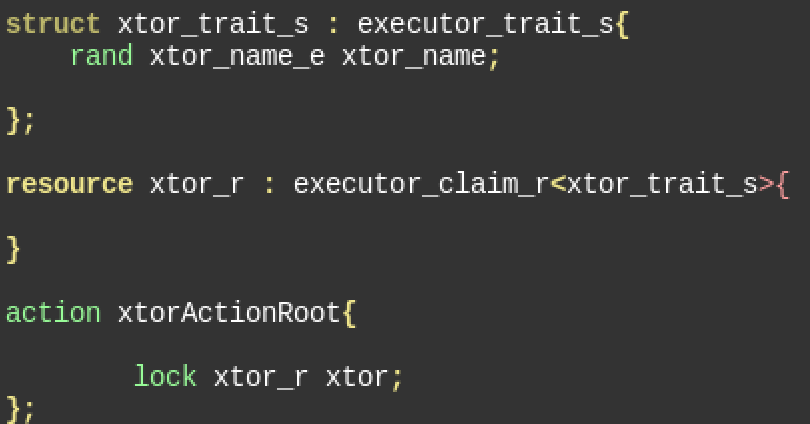 struct xtor_trait_s : executor_trait_s{
    rand xtor_name_e xtor_name;
};
resource xtor_r : executor_claim_r<xtor_trait_s>{
}
action xtorActionRoot{
        lock xtor_r xtor;
};